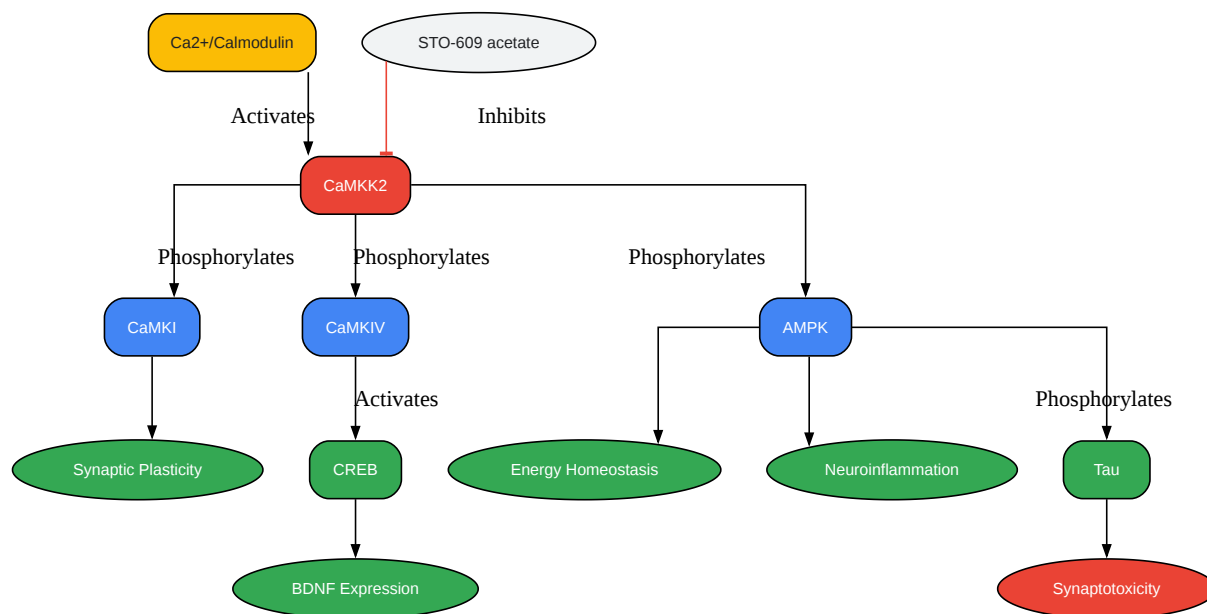 Ca2+/Calmodulin
STO-609 acetate
Activates
Inhibits
CaMKK2
Phosphorylates
Phosphorylates
Phosphorylates
CaMKI
CaMKIV
AMPK
Activates
Phosphorylates
Synaptic Plasticity
CREB
Energy Homeostasis
Neuroinflammation
Tau
BDNF Expression
Synaptotoxicity